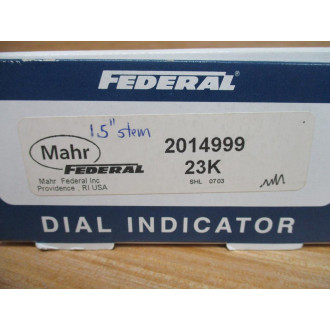 FEDERAL
1.5" stem
Mahr 2014999
FEDERAL 23K
Mahr Federal Inc SHL 0703
Providence, RI USA
DIAL INDICATOR